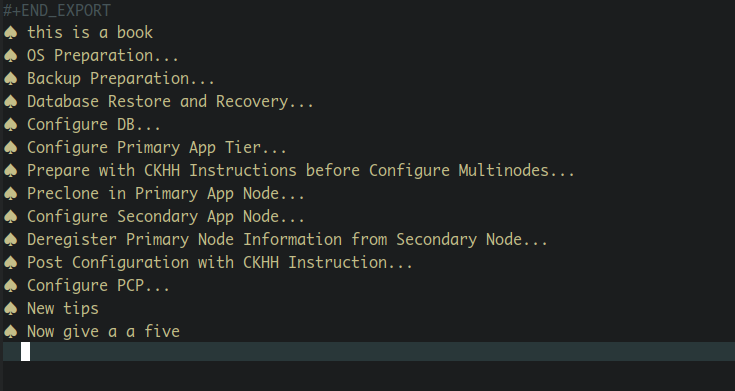 #+END_EXPORT
♠ this is a book
♠ OS Preparation...
♠ Backup Preparation...
♠ Database Restore and Recovery...
♠ Configure DB...
♠ Configure Primary App Tier...
♠ Prepare with CKHH Instructions before Configure Multinodes...
♠ Preclone in Primary App Node...
♠ Configure Secondary App Node...
♠ Deregister Primary Node Information from Secondary Node...
♠ Post Configuration with CKHH Instruction...
♠ Configure PCP...
♠ New tips
♠ Now give a a five